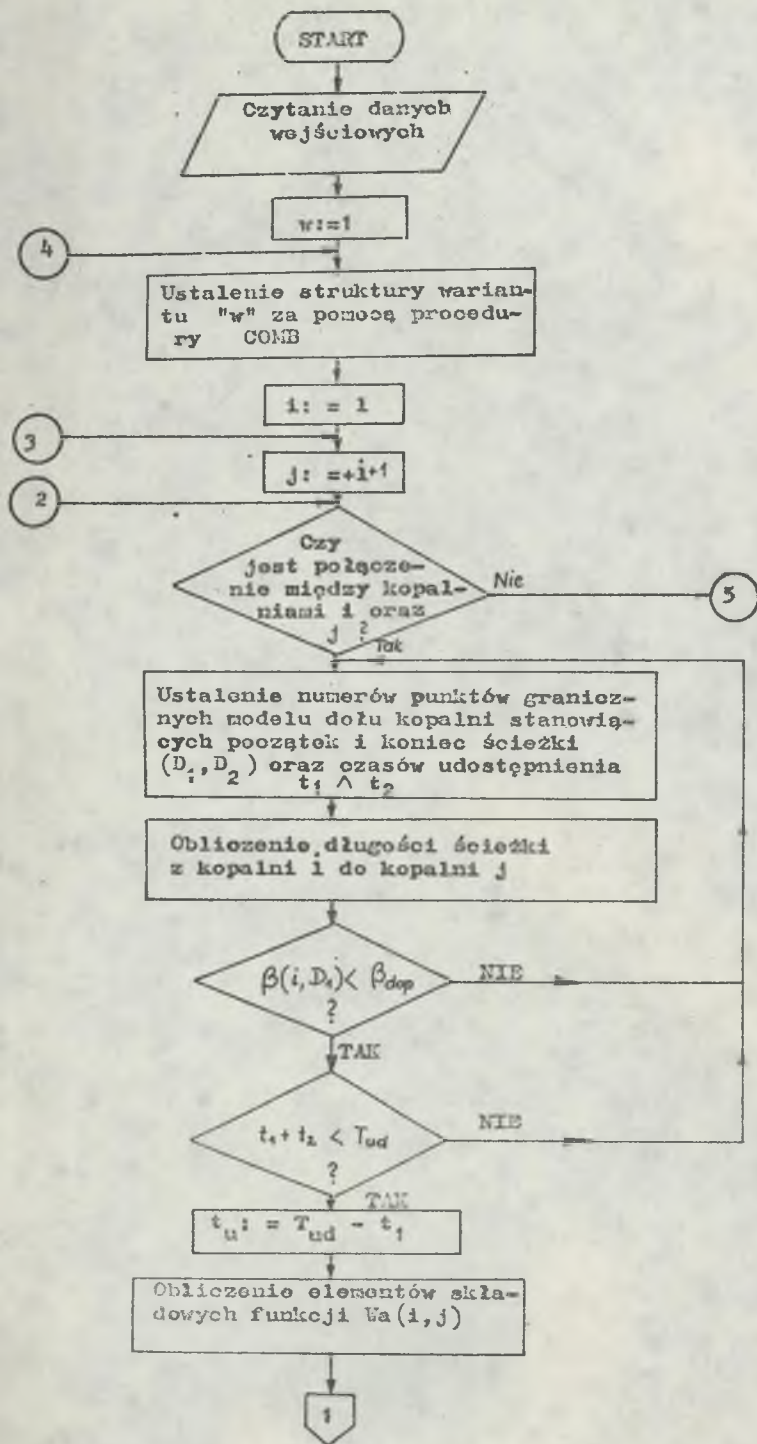 START
Czytanie danych
wejściowych
w:=1
4
Ustalenie struktury warian-
tu "w" za pomocą procedu-
ry COMB
i: = 1
3
j: =+i+1
2
Czy
jest połącze-
nie między kopal-
niami i oraz
j ?
Nie
5
Tak
Ustalenie numerów punktów granicz-
nych modelu dołu kopalni stanowią-
cych początek i koniec ścieżki
(D₁,D₂) oraz czasów udostępnienia
t₁ ∧ t₂
Obliczenie długości ścieżki
z kopalni i do kopalni j
β(i,D₁)< βdop
?
NIE
TAK
t₁+ t₂ < Tud
?
NIE
TAK
tu: = Tud - t₁
Obliczenie elementów skła-
dowych funkcji Wa(i,j)
1